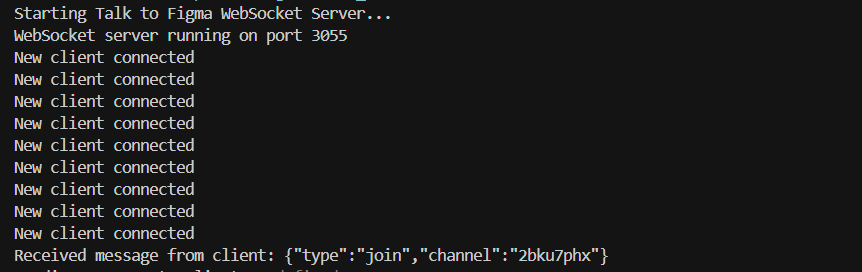 Starting Talk to Figma WebSocket Server...
WebSocket server running on port 3055
New client connected
New client connected
New client connected
New client connected
New client connected
New client connected
New client connected
New client connected
New client connected
Received message from client: {"type":"join","channel":"2bku7phx"}